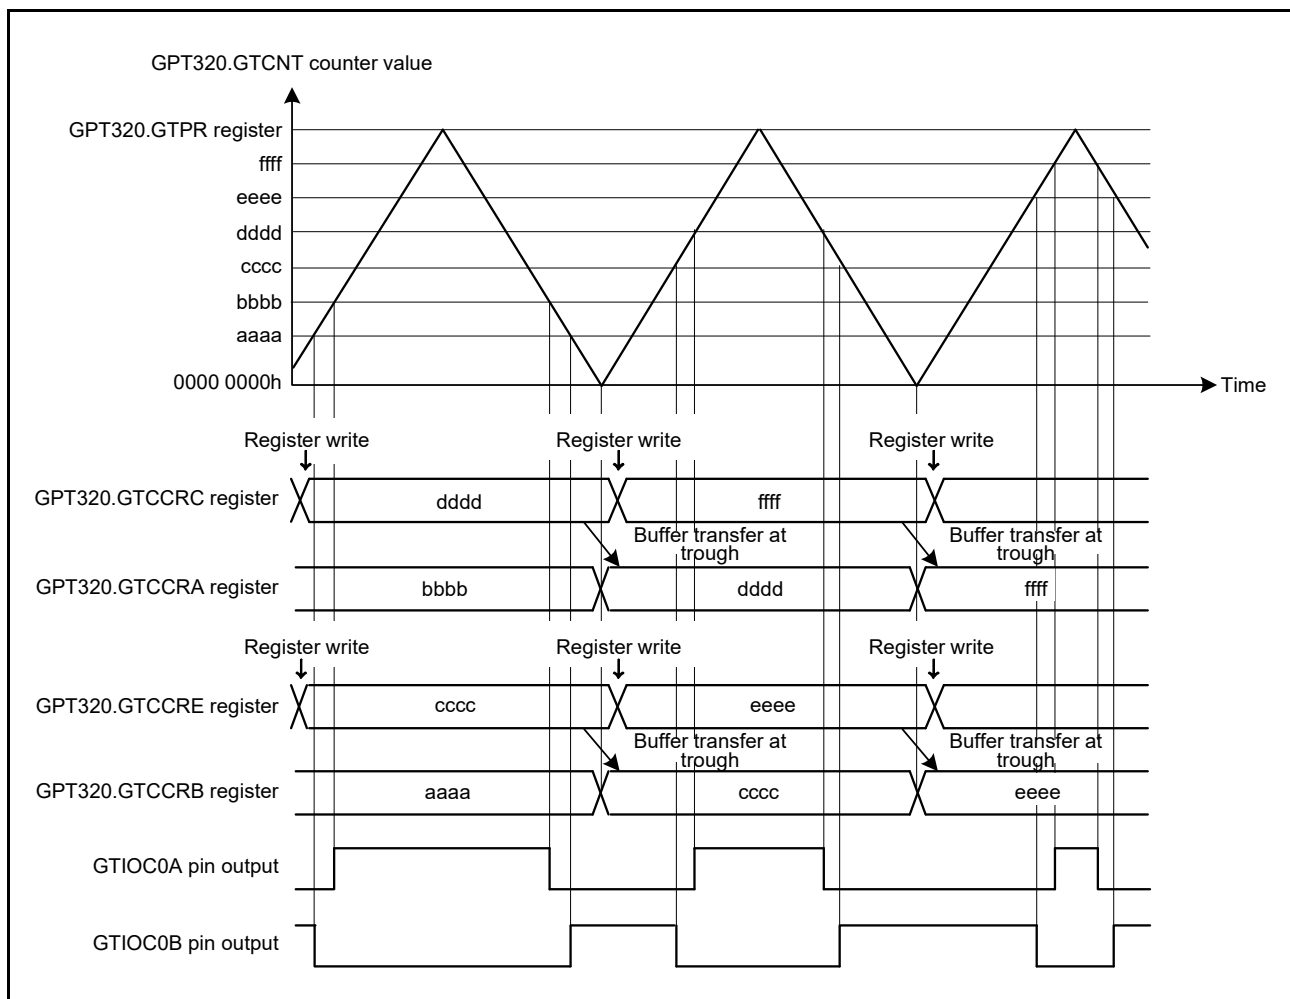 GPT320.GTCNT counter value
GPT320.GTPR register
ffff
eeee
dddd
cccc
bbbb
aaaa
0000 0000h
Time
Register write
Register write
Register write
GPT320.GTCCRC register
dddd
ffff
Buffer transfer at
trough
Buffer transfer at
trough
GPT320.GTCCRA register
bbbb
dddd
ffff
Register write
Register write
Register write
GPT320.GTCCRE register
cccc
eeee
Buffer transfer at
trough
Buffer transfer at
trough
GPT320.GTCCRB register
aaaa
cccc
eeee
GTIOC0A pin output
GTIOC0B pin output